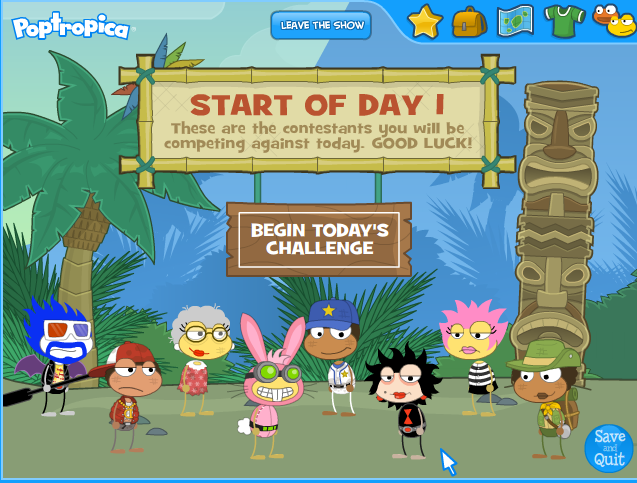 Poptropica
LEAVE THE SHOW
START OF DAY 1
These are the contestants you will be
competing against today. GOOD LUCK!
BEGIN TODAY'S
CHALLENGE
Save
and
Quit